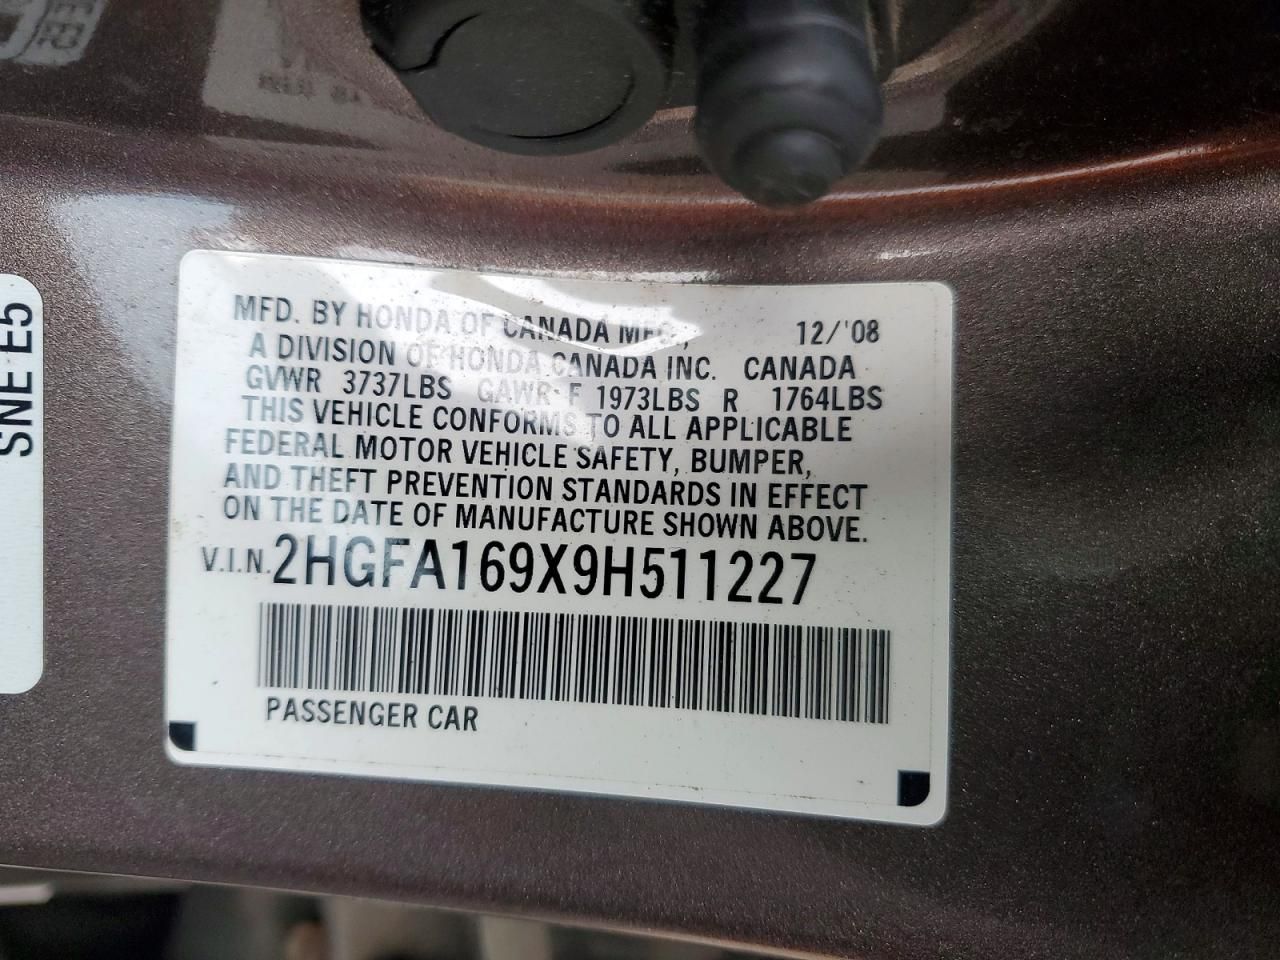 MFD. BY HONDA OF CANADA MFG., 12/'08
A DIVISION OF HONDA CANADA INC. CANADA
GVWR 3737LBS GAWR F 1973LBS R 1764LBS
THIS VEHICLE CONFORMS TO ALL APPLICABLE
FEDERAL MOTOR VEHICLE SAFETY, BUMPER,
AND THEFT PREVENTION STANDARDS IN EFFECT
ON THE DATE OF MANUFACTURE SHOWN ABOVE.
V.I.N. 2HGFA169X9H511227
PASSENGER CAR
SNE E5